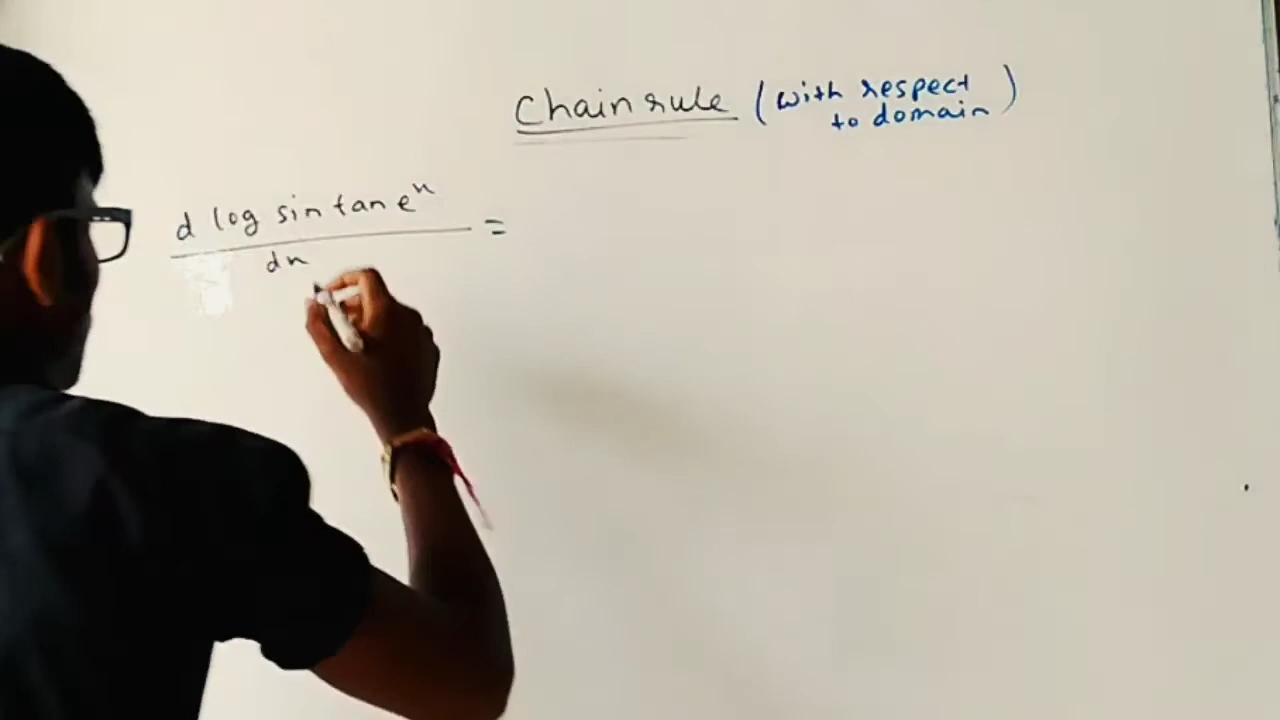 Chain rule (with respect
to domain)
d log sin tan e^x
dx
=